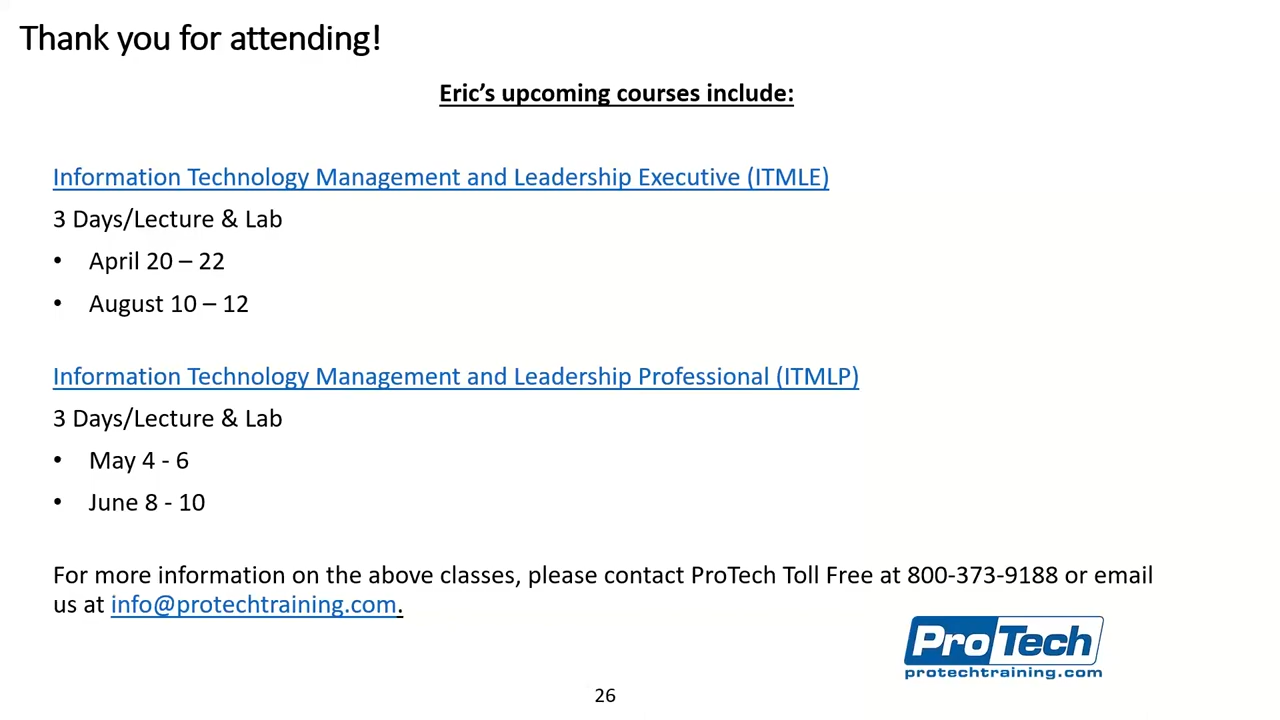 Thank you for attending!
Eric's upcoming courses include:
Information Technology Management and Leadership Executive (ITMLE)
3 Days/Lecture & Lab
• April 20 – 22
• August 10 – 12
Information Technology Management and Leadership Professional (ITMLP)
3 Days/Lecture & Lab
• May 4 - 6
• June 8 - 10
For more information on the above classes, please contact ProTech Toll Free at 800-373-9188 or email
us at info@protechtraining.com.
ProTech
protechtraining.com
26